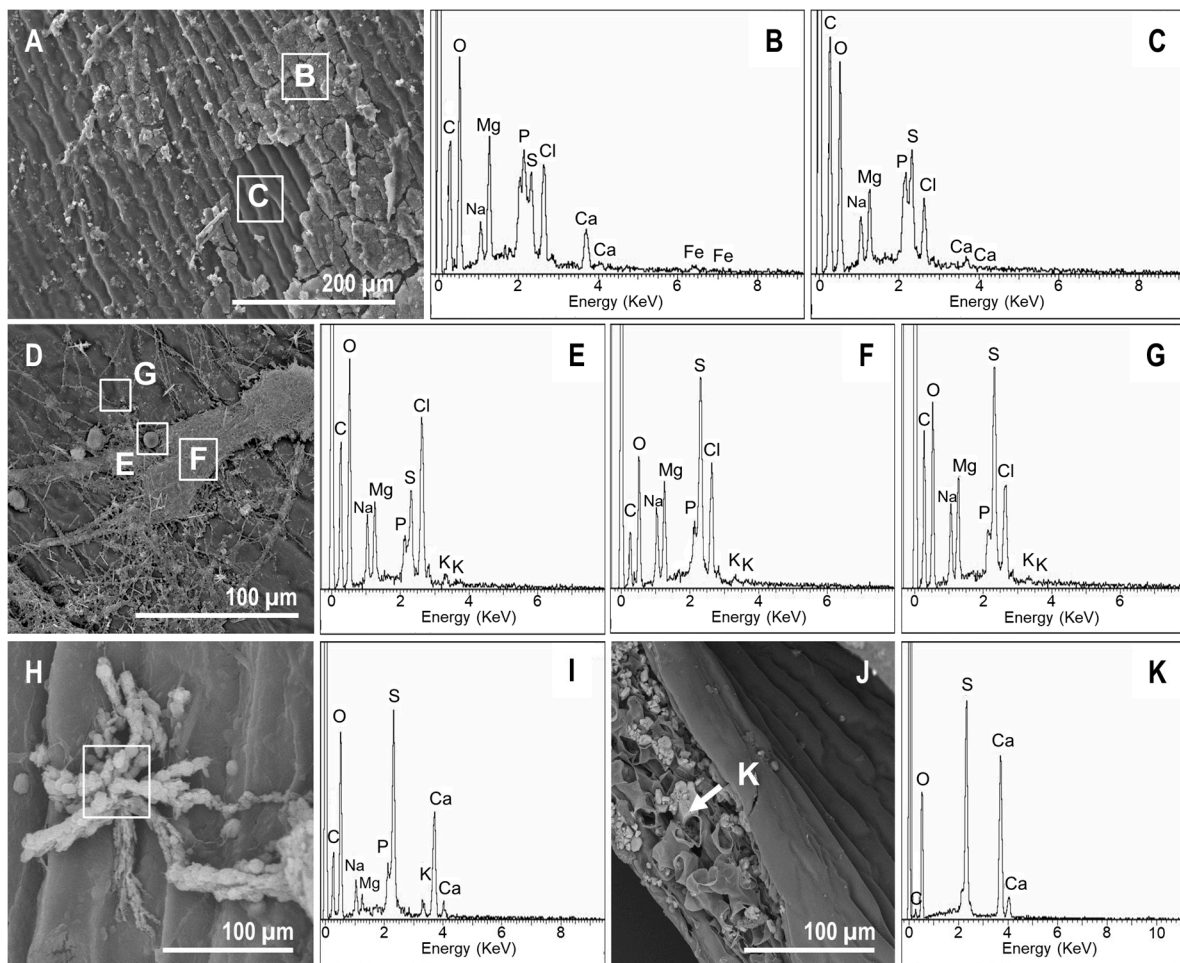 A
B
C
200 µm
B
C
O
Mg
Na
P
S
Cl
Ca
Ca
Fe
Fe
0 2 4 6 8
Energy (KeV)
C
C
O
Na
Mg
P
S
Cl
Ca
Ca
0 2 4 6 8
Energy (KeV)
D
G
E
F
100 µm
E
C
O
Na
Mg
P
S
Cl
K
K
0 2 4 6
Energy (KeV)
F
C
O
Na
Mg
P
S
Cl
K
K
0 2 4 6
Energy (KeV)
G
C
O
Na
Mg
P
S
Cl
K
K
0 2 4 6
Energy (KeV)
H
100 µm
I
C
O
Na
Mg
P
S
K
Ca
Ca
0 2 4 6 8
Energy (KeV)
J
K
100 µm
K
C
O
S
Ca
Ca
0 2 4 6 8 10
Energy (KeV)